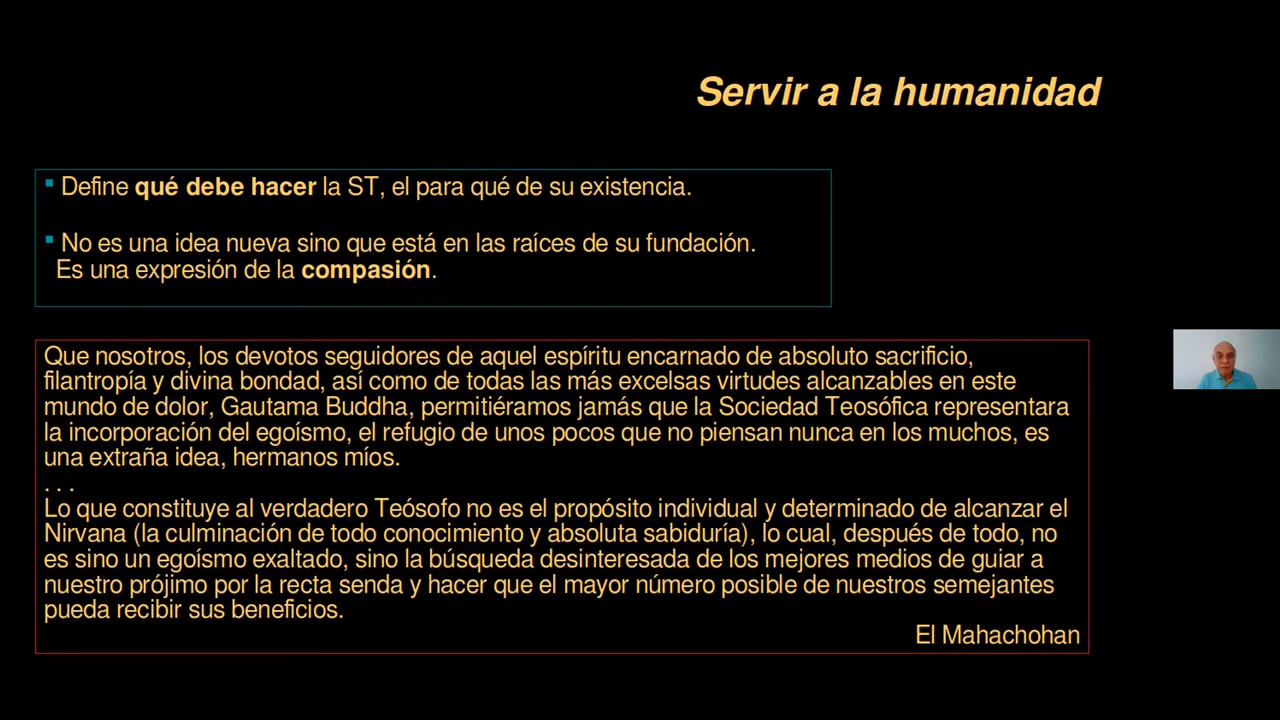 Servir a la humanidad
Define qué debe hacer la ST, el para qué de su existencia.
No es una idea nueva sino que está en las raíces de su fundación.
Es una expresión de la compasión.
Que nosotros, los devotos seguidores de aquel espíritu encarnado de absoluto sacrificio,
filantropía y divina bondad, así como de todas las más excelsas virtudes alcanzables en este
mundo de dolor, Gautama Buddha, permitiéramos jamás que la Sociedad Teosófica representara
la incorporación del egoísmo, el refugio de unos pocos que no piensan nunca en los muchos, es
una extraña idea, hermanos míos.
. . .
Lo que constituye al verdadero Teósofo no es el propósito individual y determinado de alcanzar el
Nirvana (la culminación de todo conocimiento y absoluta sabiduría), lo cual, después de todo, no
es sino un egoísmo exaltado, sino la búsqueda desinteresada de los mejores medios de guiar a
nuestro prójimo por la recta senda y hacer que el mayor número posible de nuestros semejantes
pueda recibir sus beneficios.
El Mahachohan